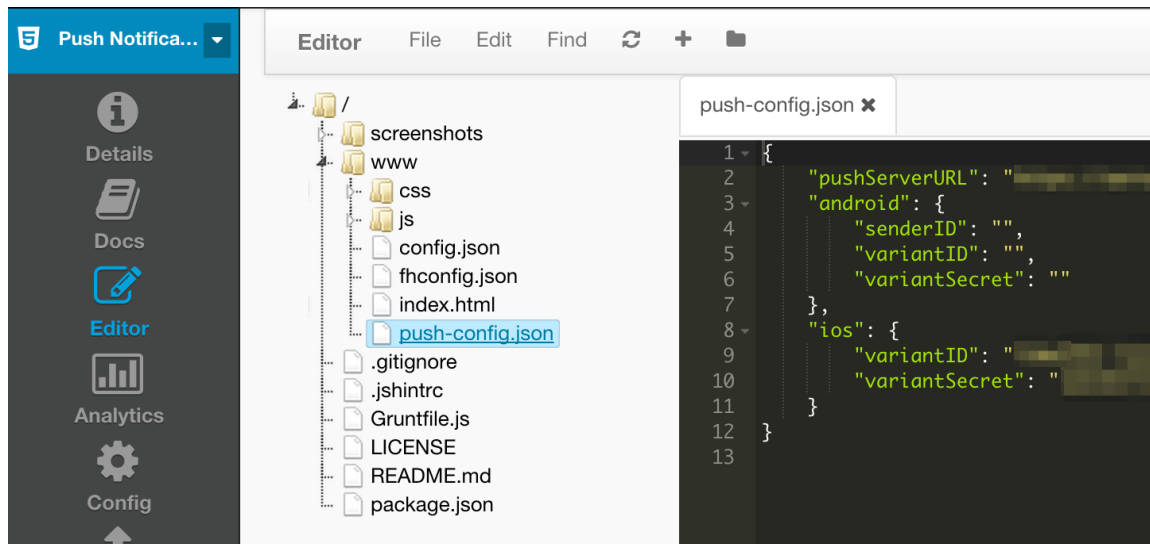 Push Notifica...
Details
Docs
Editor
Analytics
Config
Editor File Edit Find
/
screenshots
www
css
js
config.json
fhconfig.json
index.html
push-config.json
.gitignore
.jshintrc
Gruntfile.js
LICENSE
README.md
package.json
push-config.json
1 {
2 "pushServerURL": "
3 "android": {
4 "senderID": "",
5 "variantID": "",
6 "variantSecret": ""
7 },
8 "ios": {
9 "variantID": "
10 "variantSecret": "
11 }
12 }
13